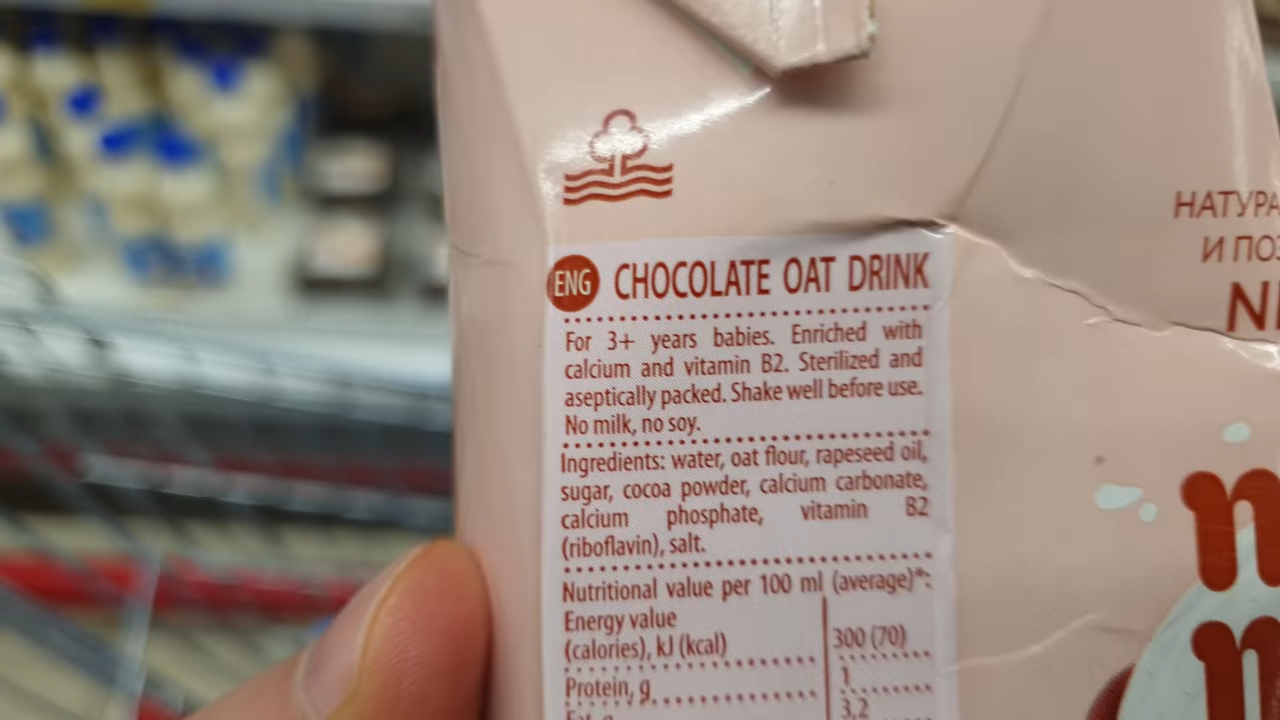 ENG CHOCOLATE OAT DRINK
For 3+ years babies. Enriched with
calcium and vitamin B2. Sterilized and
aseptically packed. Shake well before use.
No milk, no soy.
Ingredients: water, oat flour, rapeseed oil,
sugar, cocoa powder, calcium carbonate,
calcium phosphate, vitamin B2
(riboflavin), salt.
Nutritional value per 100 ml (average)*:
Energy value
(calories), kJ (kcal) 300 (70)
Protein, g 1
Fat, g 3,2
НАТУРА
И ПОЗ
NE
n
n